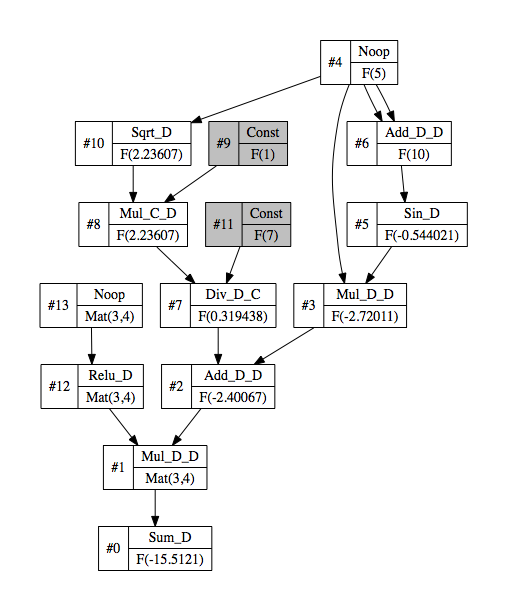 #4 Noop
F(5)
#10 Sqrt_D
F(2.23607)
#9 Const
F(1)
#6 Add_D_D
F(10)
#8 Mul_C_D
F(2.23607)
#11 Const
F(7)
#5 Sin_D
F(-0.544021)
#13 Noop
Mat(3,4)
#7 Div_D_C
F(0.319438)
#3 Mul_D_D
F(-2.72011)
#12 Relu_D
Mat(3,4)
#2 Add_D_D
F(-2.40067)
#1 Mul_D_D
Mat(3,4)
#0 Sum_D
F(-15.5121)